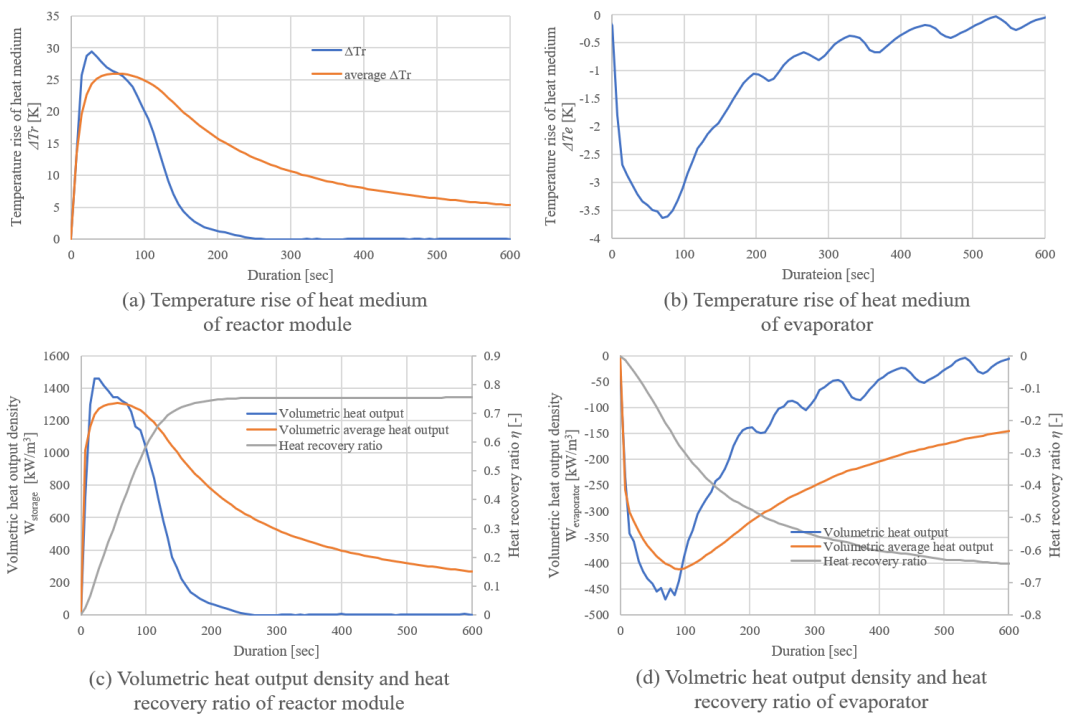 35
30
25
20
15
10
5
0
Temperature rise of heat medium
ΔTr [K]
ΔTr
average ΔTr
0 100 200 300 400 500 600
Duration [sec]
(a) Temperature rise of heat medium
of reactor module
0
-0.5
-1
-1.5
-2
-2.5
-3
-3.5
-4
Temperature rise of heat medium
ΔTe [K]
0 100 200 300 400 500 600
Durateion [sec]
(b) Temperature rise of heat medium
of evaporator
1600
1400
1200
1000
800
600
400
200
0
Volmetric heat output density
Wstorage [kW/m³]
Volumetric heat output
Volumetric average heat output
Heat recovery ratio
0.9
0.8
0.7
0.6
0.5
0.4
0.3
0.2
0.1
0
Heat recovery ratio η [-]
0 100 200 300 400 500 600
Duration [sec]
(c) Volumetric heat output density and heat
recovery ratio of reactor module
0
-50
-100
-150
-200
-250
-300
-350
-400
-450
-500
Volumetric heat output density
Wevaporator [kW/m³]
Volumetric heat output
Volumetric average heat output
Heat recovery ratio
0
-0.1
-0.2
-0.3
-0.4
-0.5
-0.6
-0.7
-0.8
Heat recovery ratio η [-]
0 100 200 300 400 500 600
Duration [sec]
(d) Volmetric heat output density and heat
recovery ratio of evaporator